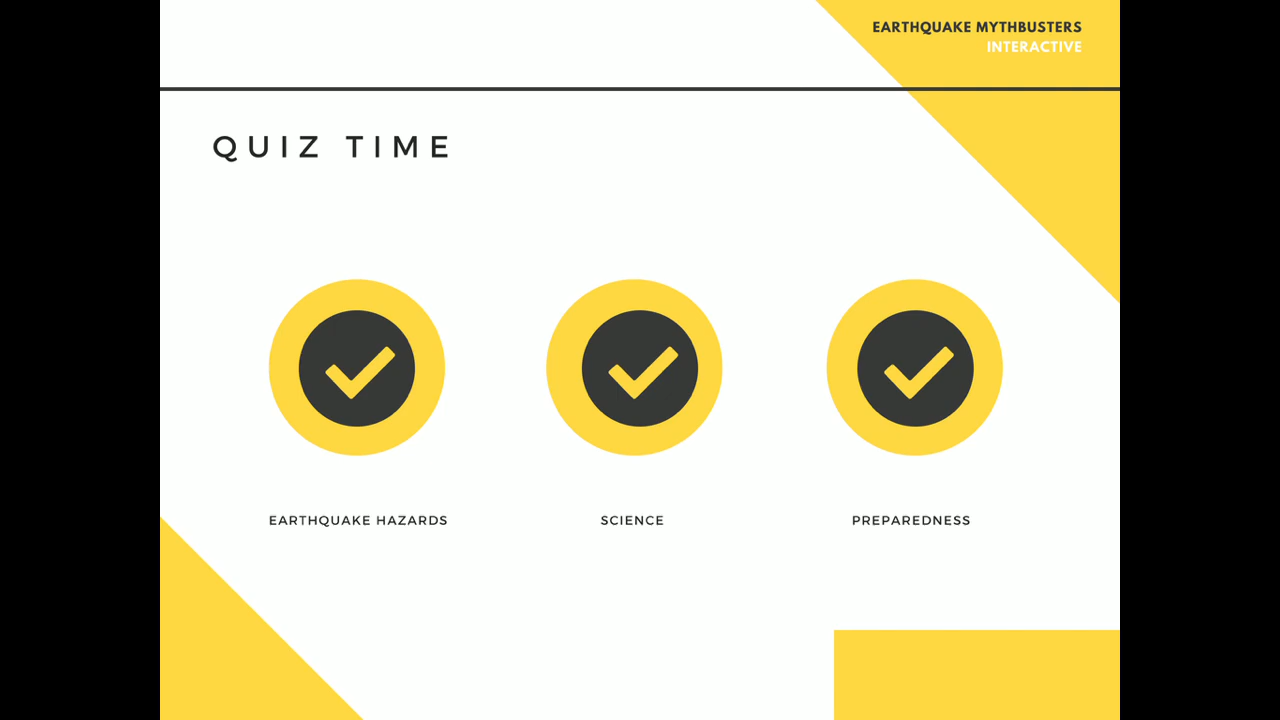 EARTHQUAKE MYTHBUSTERS
INTERACTIVE
QUIZ TIME
EARTHQUAKE HAZARDS
SCIENCE
PREPAREDNESS